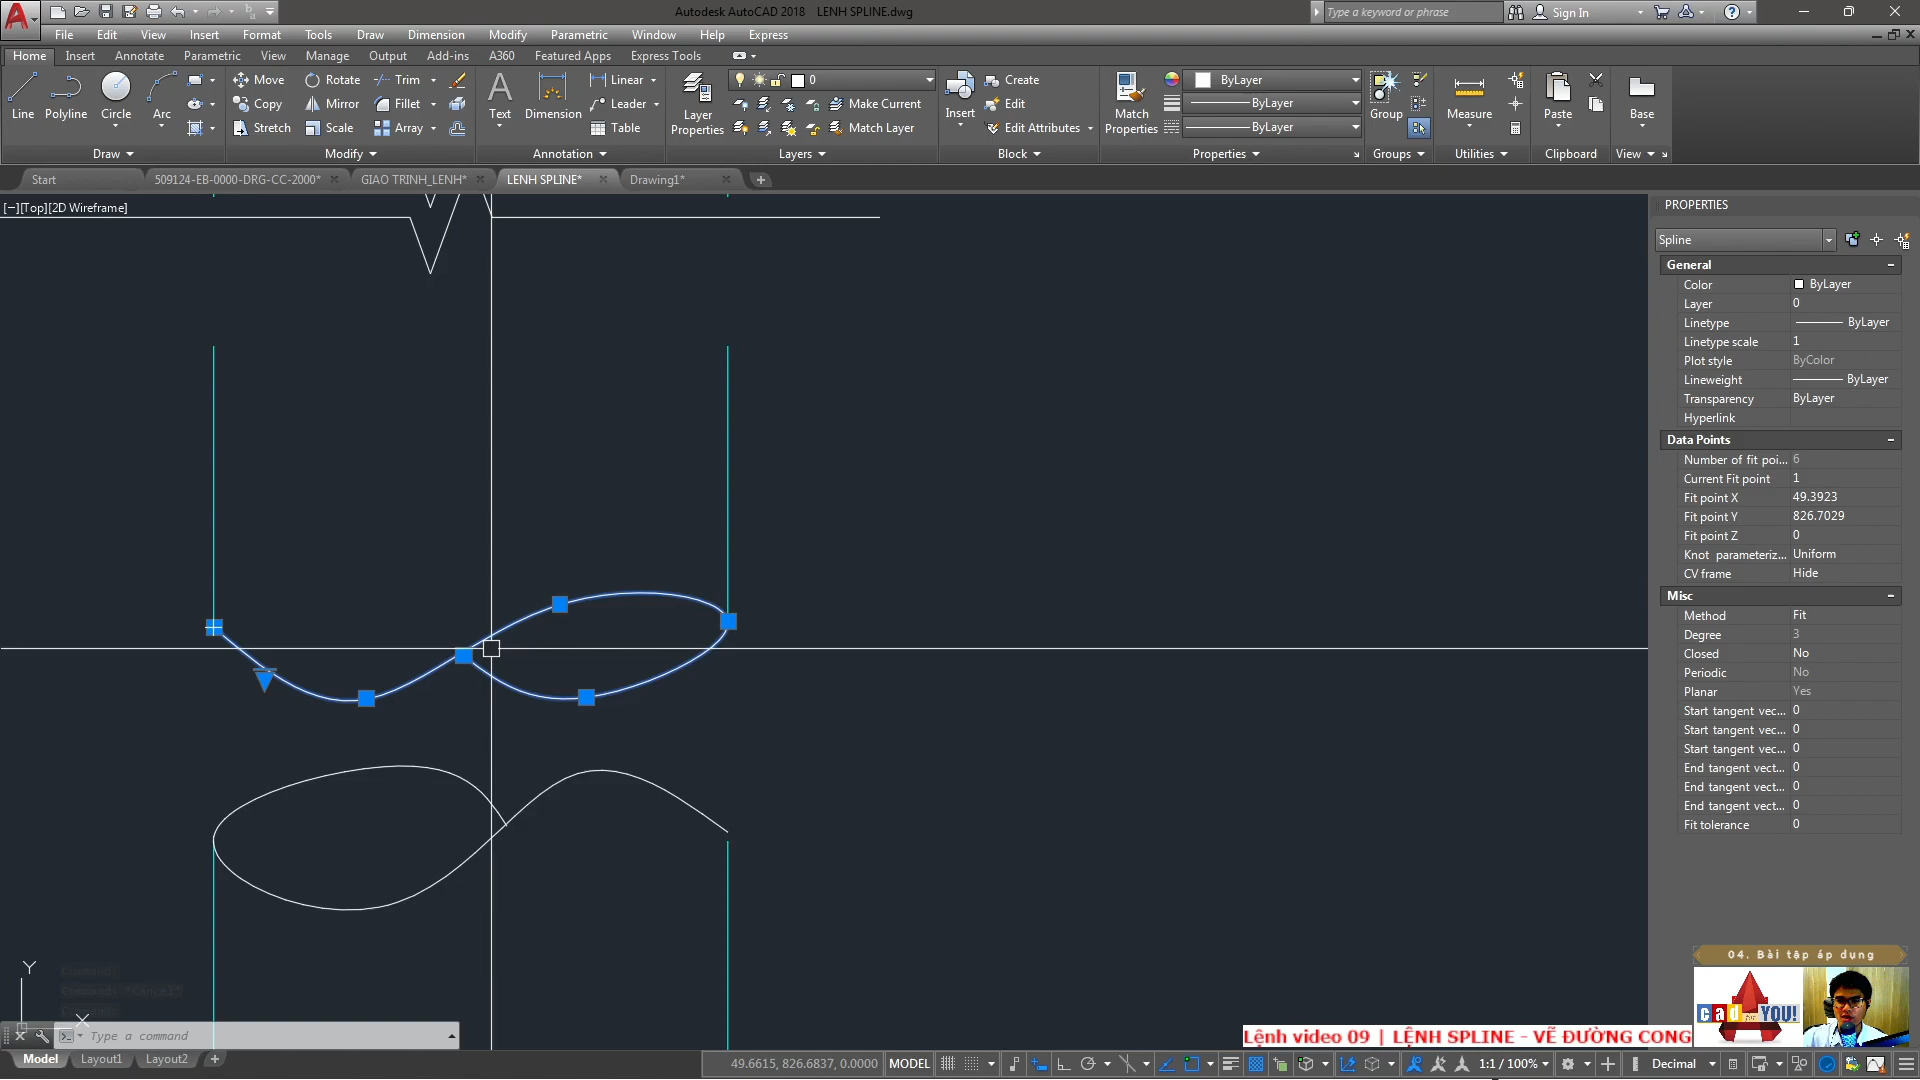 Autodesk AutoCAD 2018 LENH SPLINE.dwg
Type a keyword or phrase
Sign In
File Edit View Insert Format Tools Draw Dimension Modify Parametric Window Help Express
Home Insert Annotate Parametric View Manage Output Add-ins A360 Featured Apps Express Tools
Line Polyline Circle Arc
Draw
Move Rotate Trim
Copy Mirror Fillet
Stretch Scale Array
Modify
Text Dimension
Linear
Leader
Table
Annotation
Layer Properties
0
Make Current
Match Layer
Layers
Insert
Create
Edit
Edit Attributes
Block
Match Properties
ByLayer
ByLayer
ByLayer
Properties
Group
Groups
Measure
Utilities
Paste
Clipboard
Base
View
Start 509124-EB-0000-DRG-CC-2000* GIAO TRINH_LENH* LENH SPLINE* Drawing1*
[−][Top][2D Wireframe]
PROPERTIES
Spline
General
Color ByLayer
Layer 0
Linetype ByLayer
Linetype scale 1
Plot style ByColor
Lineweight ByLayer
Transparency ByLayer
Hyperlink
Data Points
Number of fit poi... 6
Current Fit point 1
Fit point X 49.3923
Fit point Y 826.7029
Fit point Z 0
Knot parameteriz... Uniform
CV frame Hide
Misc
Method Fit
Degree 3
Closed No
Periodic No
Planar Yes
Start tangent vec... 0
Start tangent vec... 0
Start tangent vec... 0
End tangent vect... 0
End tangent vect... 0
End tangent vect... 0
Fit tolerance 0
Y
X
Command:
Command: *Cancel*
Command:
Type a command
04. Bài tập áp dụng
cad for YOU!
Lệnh video 09 | LỆNH SPLINE - VẼ ĐƯỜNG CONG
Model Layout1 Layout2
49.6615, 826.6837, 0.0000 MODEL 1:1 / 100% Decimal